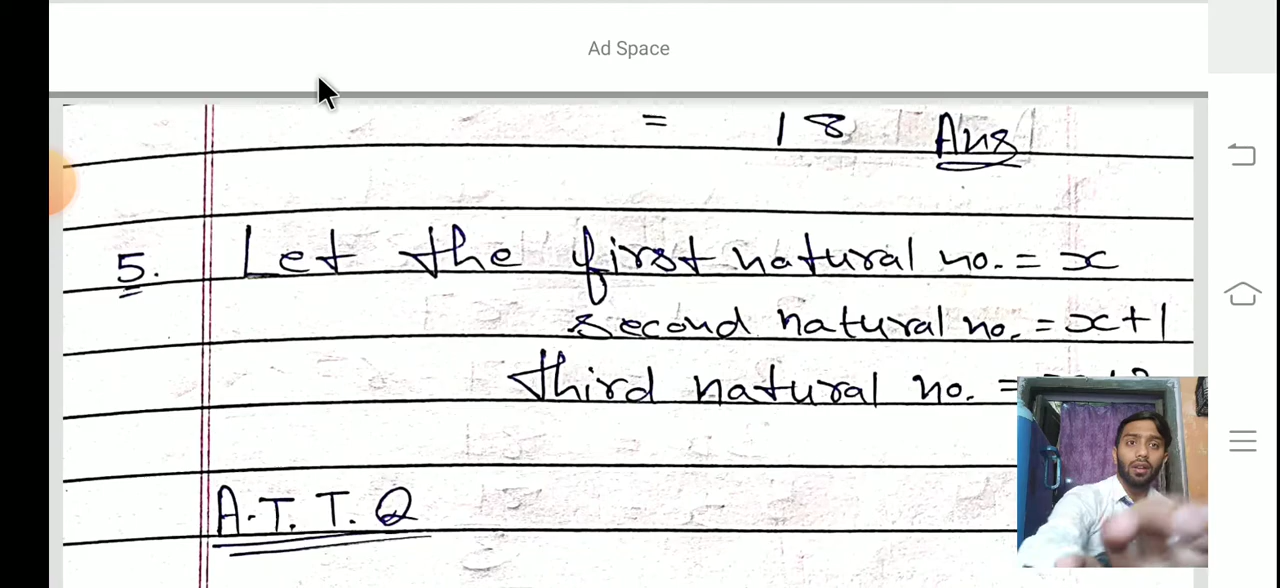 Ad Space
= 18 Ans
5. Let the first natural no. = x
second natural no. = x+1
third natural no. =
A.T.T.Q